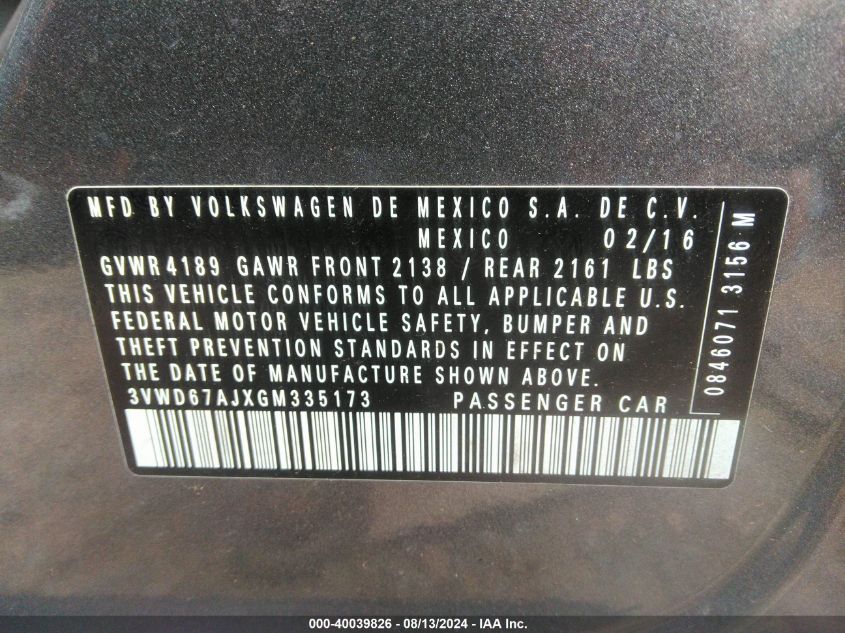 MFD BY VOLKSWAGEN DE MEXICO S.A. DE C.V.
MEXICO 02/16
GVWR 4189 GAWR FRONT 2138 / REAR 2161 LBS
THIS VEHICLE CONFORMS TO ALL APPLICABLE U.S.
FEDERAL MOTOR VEHICLE SAFETY, BUMPER AND
THEFT PREVENTION STANDARDS IN EFFECT ON
THE DATE OF MANUFACTURE SHOWN ABOVE.
3VWD67AJXGM335173 PASSENGER CAR
0846071 3156 M
000-40039826 - 08/13/2024 - IAA Inc.